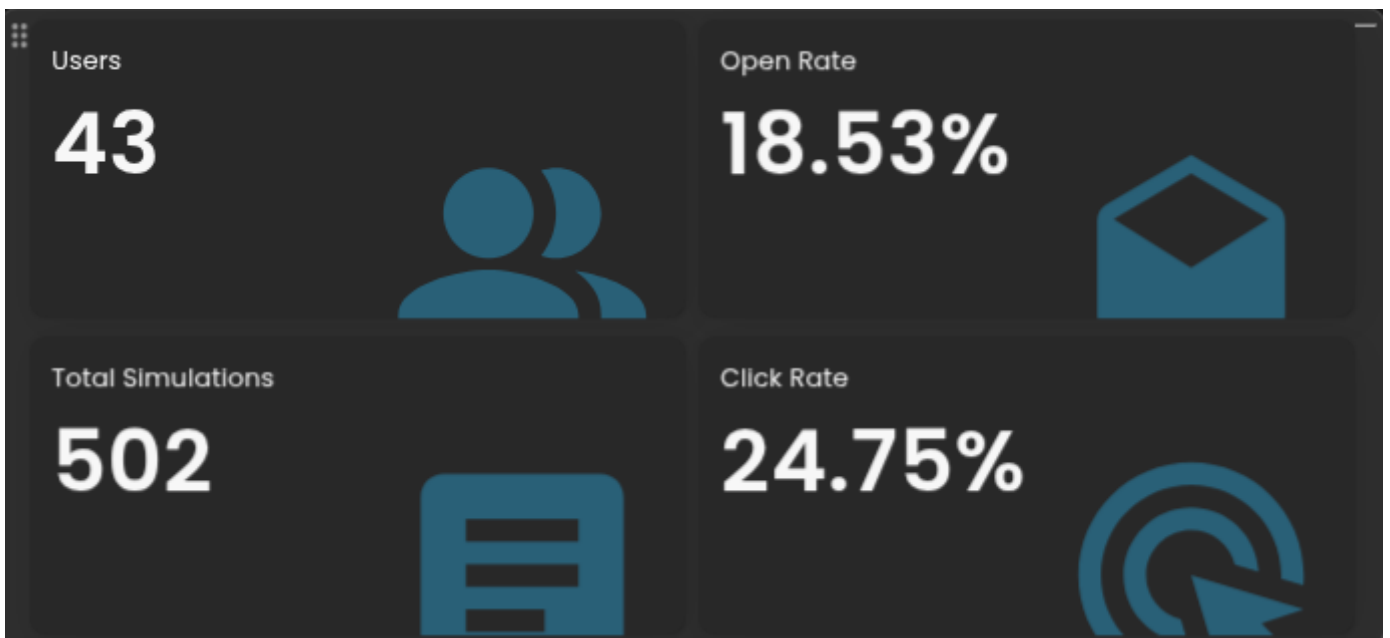 Users
43
Open Rate
18.53%
Total Simulations
502
Click Rate
24.75%